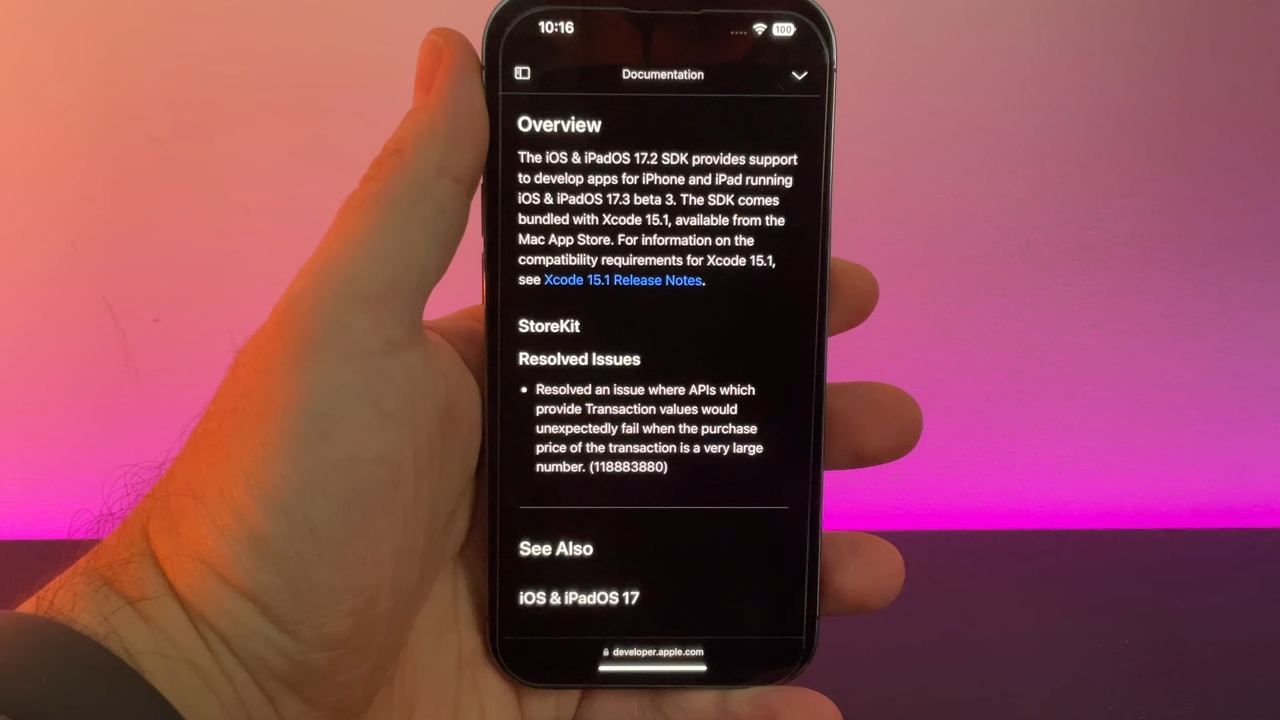 10:16
100
Documentation
Overview
The iOS & iPadOS 17.2 SDK provides support
to develop apps for iPhone and iPad running
iOS & iPadOS 17.3 beta 3. The SDK comes
bundled with Xcode 15.1, available from the
Mac App Store. For information on the
compatibility requirements for Xcode 15.1,
see Xcode 15.1 Release Notes.
StoreKit
Resolved Issues
• Resolved an issue where APIs which
provide Transaction values would
unexpectedly fail when the purchase
price of the transaction is a very large
number. (118883880)
See Also
iOS & iPadOS 17
developer.apple.com